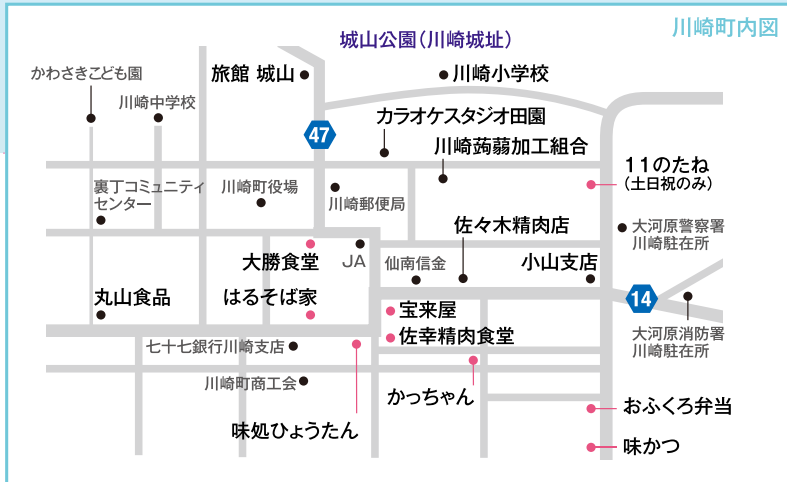 川崎町内図
城山公園（川崎城址）
かわさきこども園
旅館 城山
川崎小学校
川崎中学校
カラオケスタジオ田園
47
川崎蒟蒻加工組合
11のたね
（土日祝のみ）
裏丁コミュニティ
センター
川崎町役場
川崎郵便局
佐々木精肉店
大河原警察署
川崎駐在所
大勝食堂
JA
仙南信金
小山支店
丸山食品
はるそば家
宝来屋
14
佐幸精肉食堂
大河原消防署
川崎駐在所
七十七銀行川崎支店
川崎町商工会
かっちゃん
おふくろ弁当
味処ひょうたん
味かつ